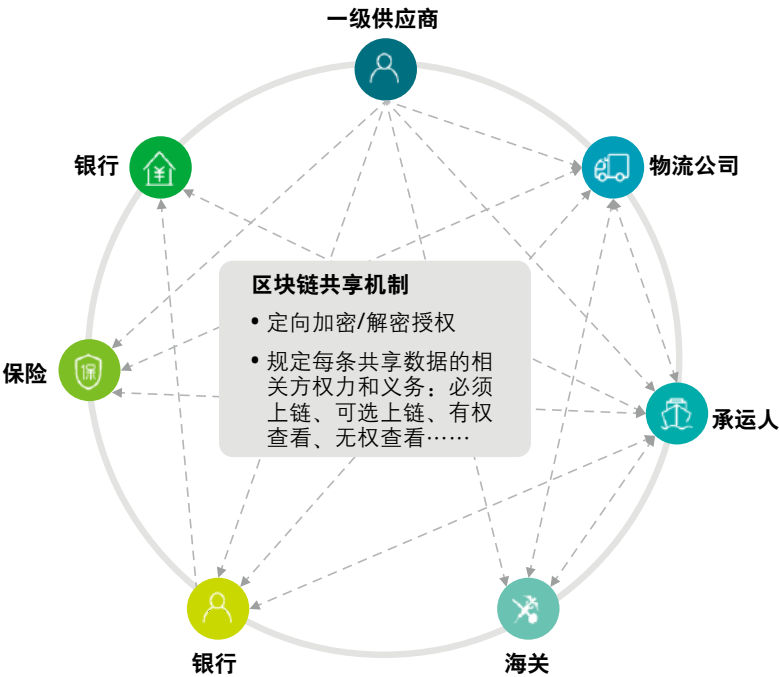 一级供应商
银行
¥
物流公司
区块链共享机制
• 定向加密/解密授权
• 规定每条共享数据的相
关方权力和义务：必须
上链、可选上链、有权
查看、无权查看……
保险
保
承运人
银行
海关